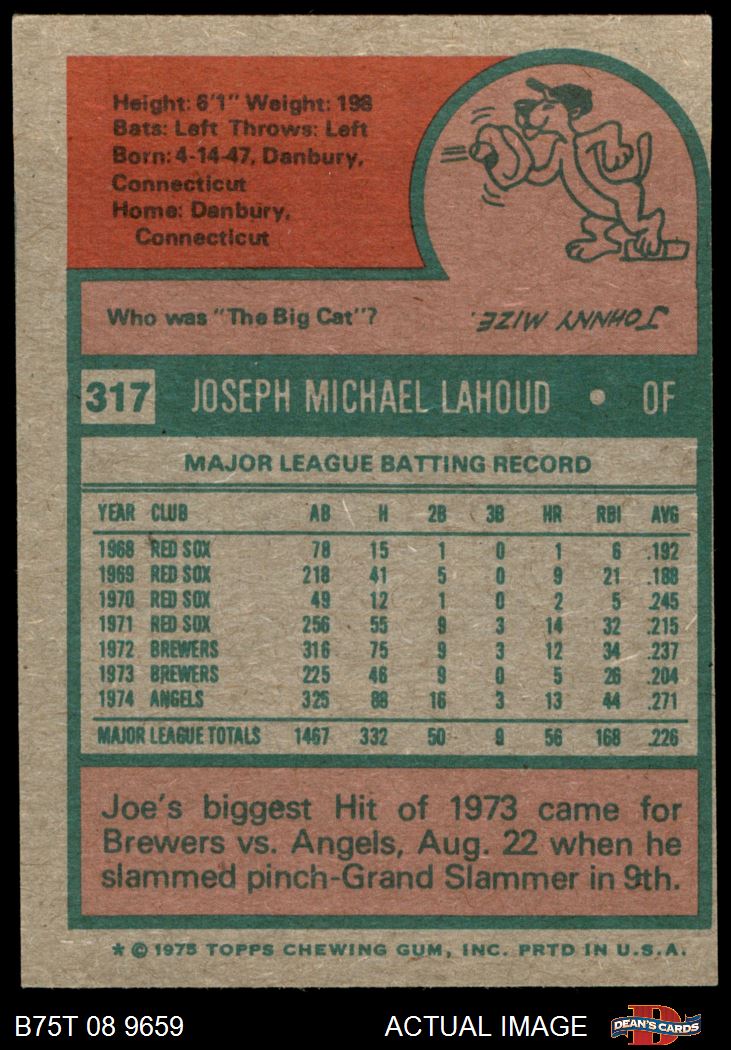 Height: 6'1" Weight: 198
Bats: Left Throws: Left
Born: 4-14-47, Danbury,
Connecticut
Home: Danbury,
Connecticut
Who was "The Big Cat"?
JOHNNY MIZE.
317 JOSEPH MICHAEL LAHOUD • OF
MAJOR LEAGUE BATTING RECORD
YEAR CLUB AB H 2B 3B HR RBI AVG
1968 RED SOX 78 15 1 0 1 6 .192
1969 RED SOX 218 41 5 0 9 21 .188
1970 RED SOX 49 12 1 0 2 5 .245
1971 RED SOX 256 55 9 3 14 32 .215
1972 BREWERS 316 75 9 3 12 34 .237
1973 BREWERS 225 46 9 0 5 26 .204
1974 ANGELS 325 88 16 3 13 44 .271
MAJOR LEAGUE TOTALS 1467 332 50 9 56 168 .226
Joe's biggest Hit of 1973 came for
Brewers vs. Angels, Aug. 22 when he
slammed pinch-Grand Slammer in 9th.
* © 1975 TOPPS CHEWING GUM, INC. PRTD IN U.S.A.
B75T 08 9659 ACTUAL IMAGE
D
DEAN'S CARDS